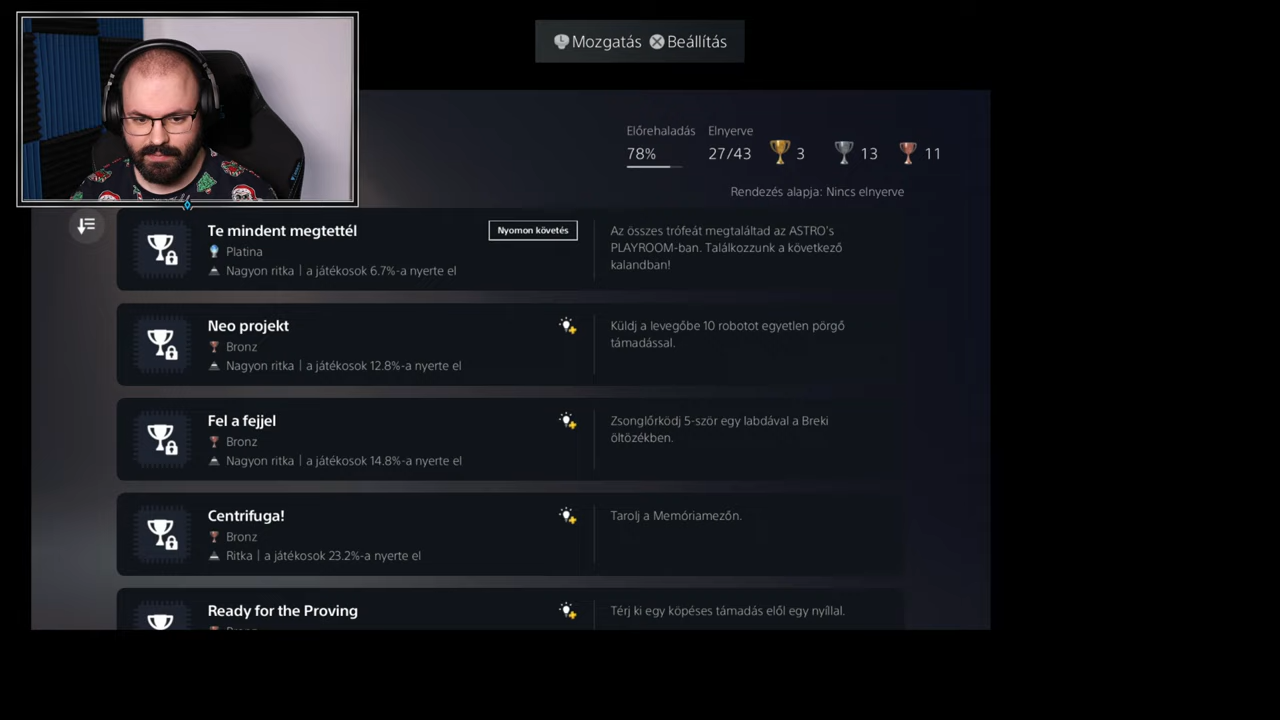 Mozgatás Beállítás
Előrehaladás Elnyerve
78% 27/43 3 13 11
Rendezés alapja: Nincs elnyerve
Te mindent megtettél
Nyomon követés
Platina
Nagyon ritka | a játékosok 6.7%-a nyerte el
Az összes trófeát megtaláltad az ASTRO's
PLAYROOM-ban. Találkozzunk a következő
kalandban!
Neo projekt
Bronz
Nagyon ritka | a játékosok 12.8%-a nyerte el
Küldj a levegőbe 10 robotot egyetlen pörgő
támadással.
Fel a fejjel
Bronz
Nagyon ritka | a játékosok 14.8%-a nyerte el
Zsonglőrködj 5-ször egy labdával a Breki
öltözékben.
Centrifuga!
Bronz
Ritka | a játékosok 23.2%-a nyerte el
Tarolj a Memóriamezőn.
Ready for the Proving
Térj ki egy köpéses támadás elől egy nyíllal.